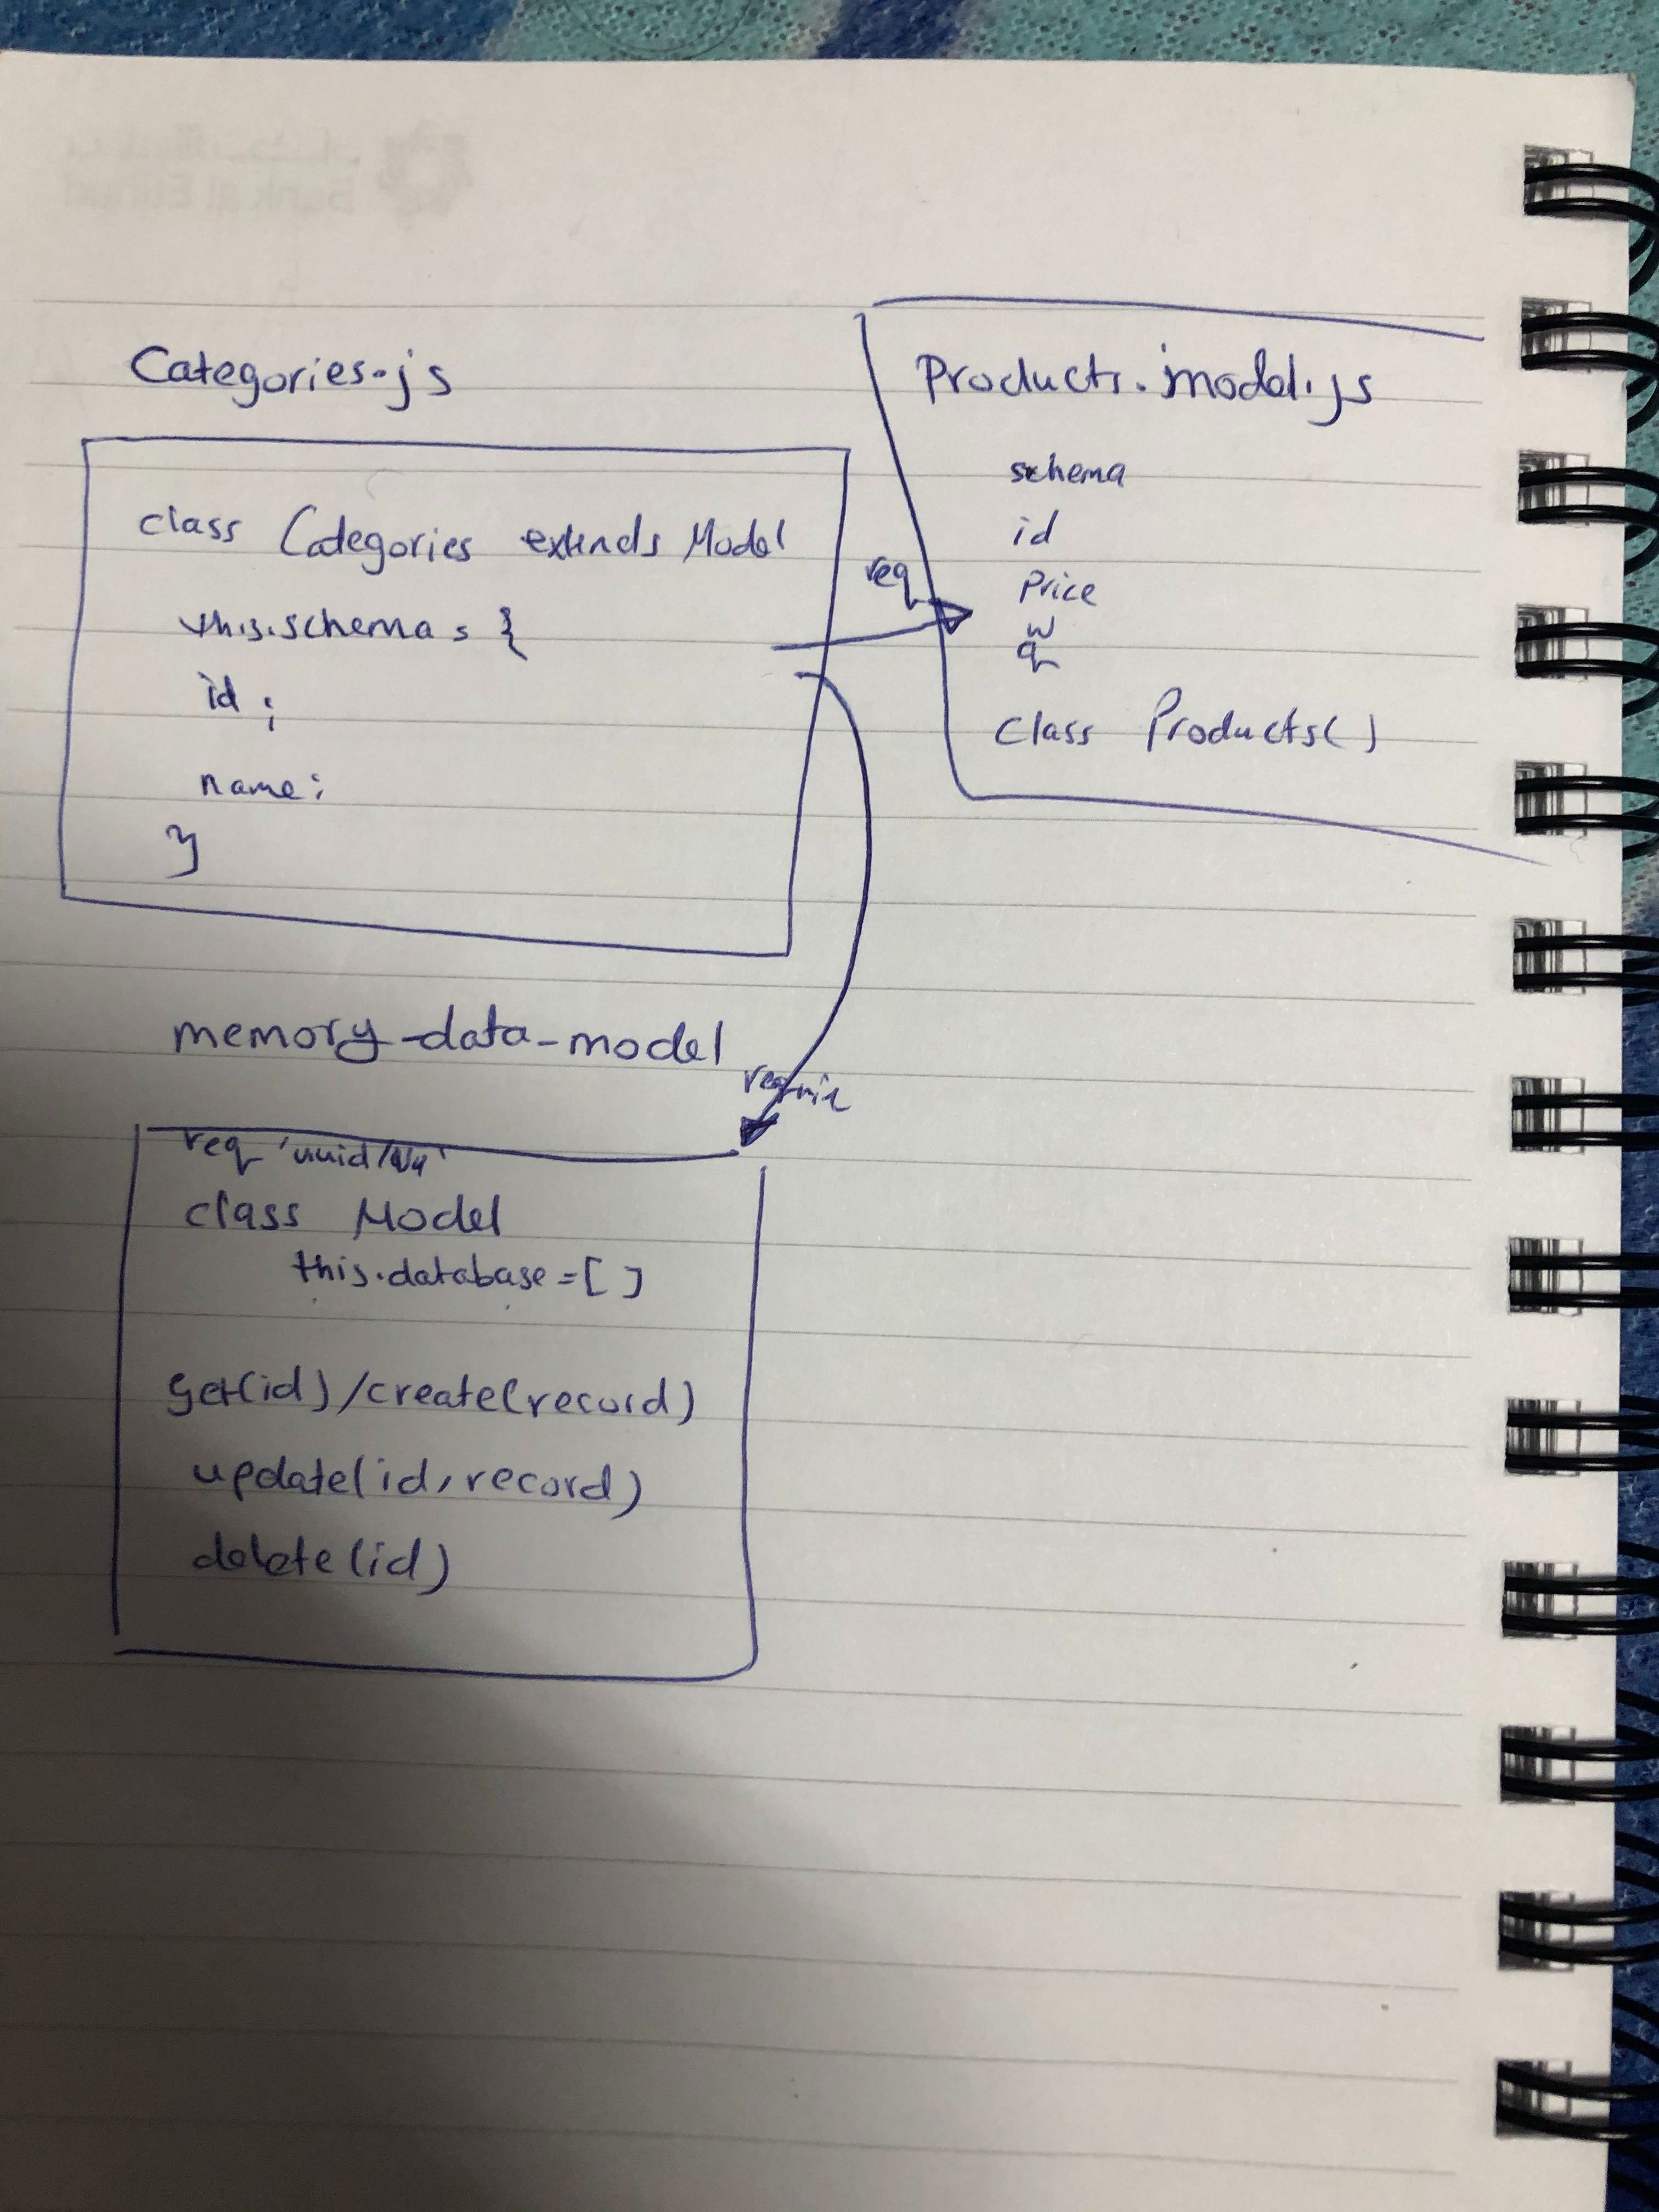 Categories.js
class Categories extends Model
this.schema = {
id :
name :
}
Products.model.js
schema
id
Price
w
q
class Products()
req
memory-data-model
require
req 'uuid/v4'
class Model
this.database = [ ]
get(id) / create(record)
update(id, record)
delete(id)